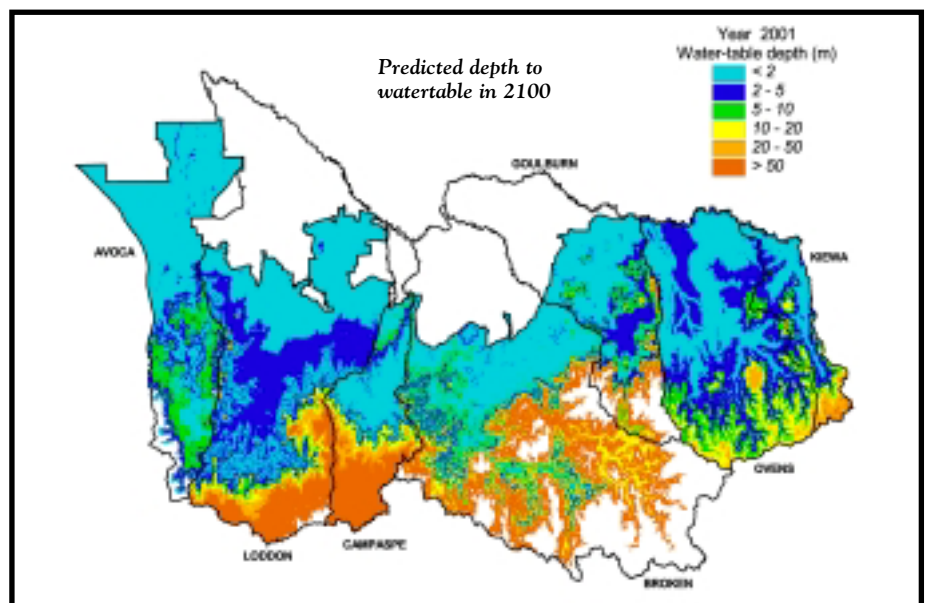 Year 2001
Water-table depth (m)
< 2
2 - 5
5 - 10
10 - 20
20 - 50
> 50
Predicted depth to
watertable in 2100
GOULBURN
AVOCA
KIEWA
OVENS
LODDON
CAMPASPE
BROKEN